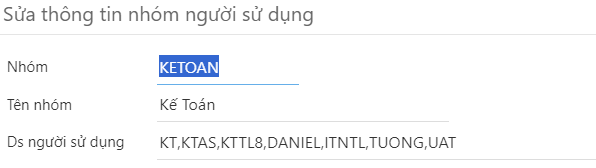 Sửa thông tin nhóm người sử dụng
Nhóm KETOAN
Tên nhóm Kế Toán
Ds người sử dụng KT,KTAS,KTTL8,DANIEL,ITNTL,TUONG,UAT